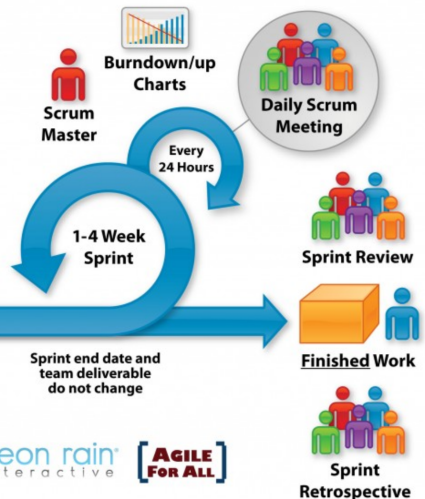 Burndown/up
Charts
Scrum
Master
Daily Scrum
Meeting
Every
24 Hours
1-4 Week
Sprint
Sprint Review
Finished Work
Sprint end date and
team deliverable
do not change
eon rain
teractive
AGILE
FOR ALL
Sprint
Retrospective